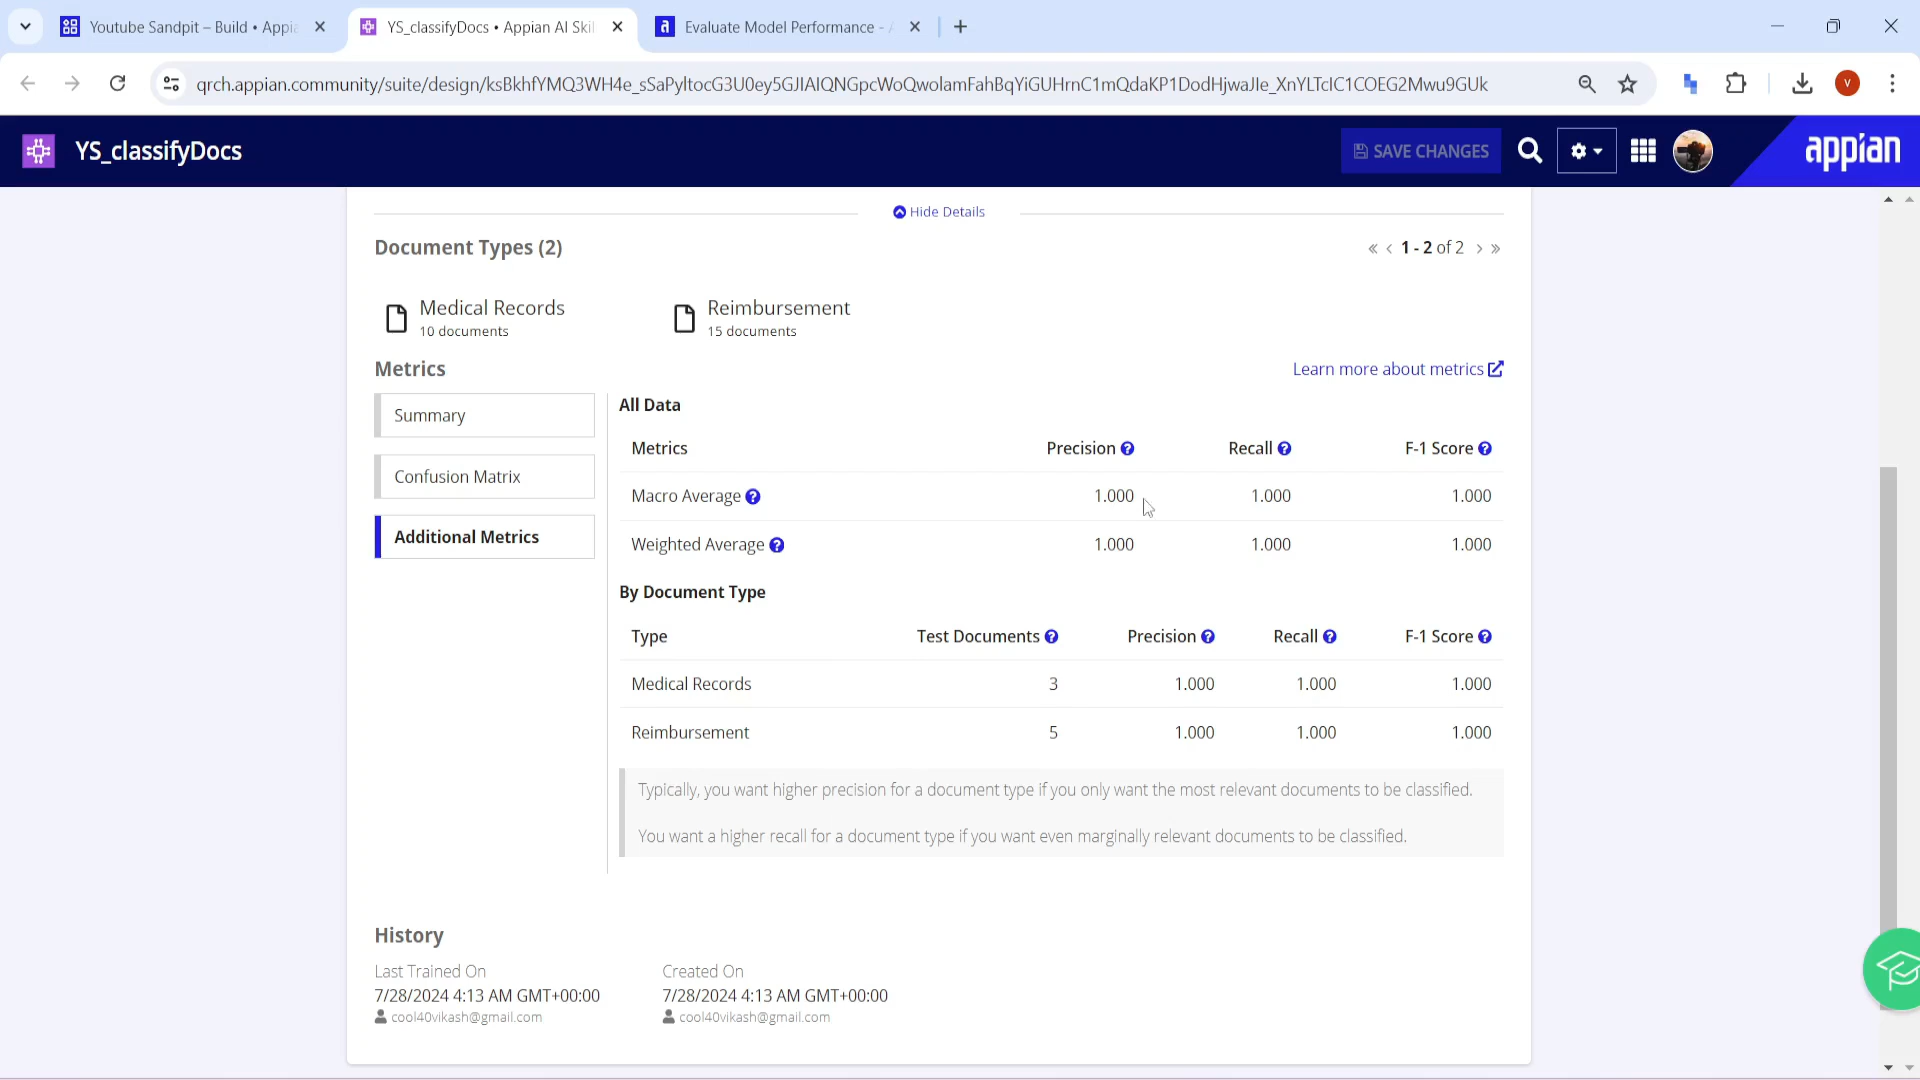 Youtube Sandpit – Build • Appia
YS_classifyDocs • Appian AI Skil
Evaluate Model Performance - A
qrch.appian.community/suite/design/ksBkhfYMQ3WH4e_sSaPyltocG3U0ey5GJIAIQNGpcWoQwolamFahBqYiGUHrnC1mQdaKP1DodHjwaJIe_XnYLTcIC1COEG2Mwu9GUk
V
YS_classifyDocs
SAVE CHANGES
appian
Hide Details
Document Types (2)
« ‹ 1 - 2 of 2 › »
Medical Records
10 documents
Reimbursement
15 documents
Metrics
Learn more about metrics
Summary
Confusion Matrix
Additional Metrics
All Data
Metrics Precision ? Recall ? F-1 Score ?
Macro Average ? 1.000 1.000 1.000
Weighted Average ? 1.000 1.000 1.000
By Document Type
Type Test Documents ? Precision ? Recall ? F-1 Score ?
Medical Records 3 1.000 1.000 1.000
Reimbursement 5 1.000 1.000 1.000
Typically, you want higher precision for a document type if you only want the most relevant documents to be classified.
You want a higher recall for a document type if you want even marginally relevant documents to be classified.
History
Last Trained On
7/28/2024 4:13 AM GMT+00:00
cool40vikash@gmail.com
Created On
7/28/2024 4:13 AM GMT+00:00
cool40vikash@gmail.com